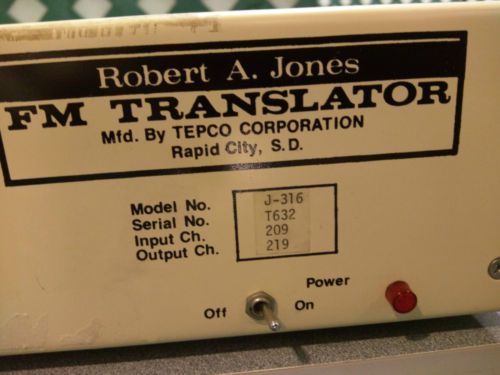 Robert A. Jones
FM TRANSLATOR
Mfd. By TEPCO CORPORATION
Rapid City, S.D.
Model No. J-316
Serial No. T632
Input Ch. 209
Output Ch. 219
Power
Off On